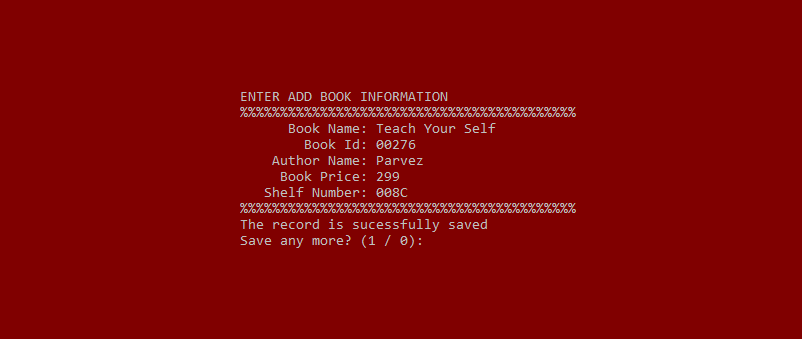 ENTER ADD BOOK INFORMATION
%%%%%%%%%%%%%%%%%%%%%%%%%%%%%%%%%%%%%%%%%%
Book Name: Teach Your Self
Book Id: 00276
Author Name: Parvez
Book Price: 299
Shelf Number: 008C
%%%%%%%%%%%%%%%%%%%%%%%%%%%%%%%%%%%%%%%%%%
The record is sucessfully saved
Save any more? (1 / 0):